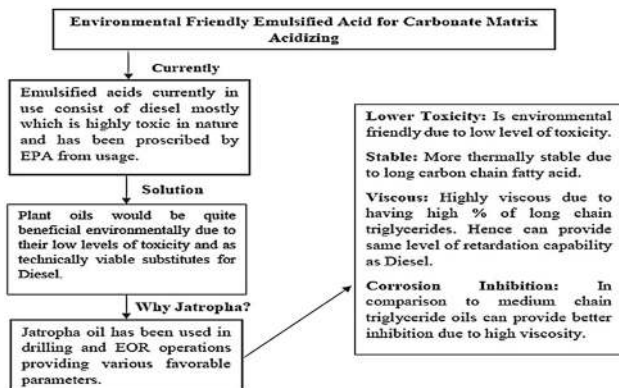 Environmental Friendly Emulsified Acid for Carbonate Matrix
Acidizing
Currently
Emulsified acids currently in
use consist of diesel mostly
which is highly toxic in nature
and has been proscribed by
EPA from usage.
Solution
Plant oils would be quite
beneficial environmentally due
to their low levels of toxicity and as
technically viable substitutes for
Diesel.
Why Jatropha?
Jatropha oil has been used in
drilling and EOR operations
providing various favorable
parameters.
Lower Toxicity: Is environmental
friendly due to low level of toxicity.
Stable: More thermally stable due
to long carbon chain fatty acid.
Viscous: Highly viscous due to
having high % of long chain
triglycerides. Hence can provide
same level of retardation capability
as Diesel.
Corrosion Inhibition: In
comparison to medium chain
triglyceride oils can provide better
inhibition due to high viscosity.